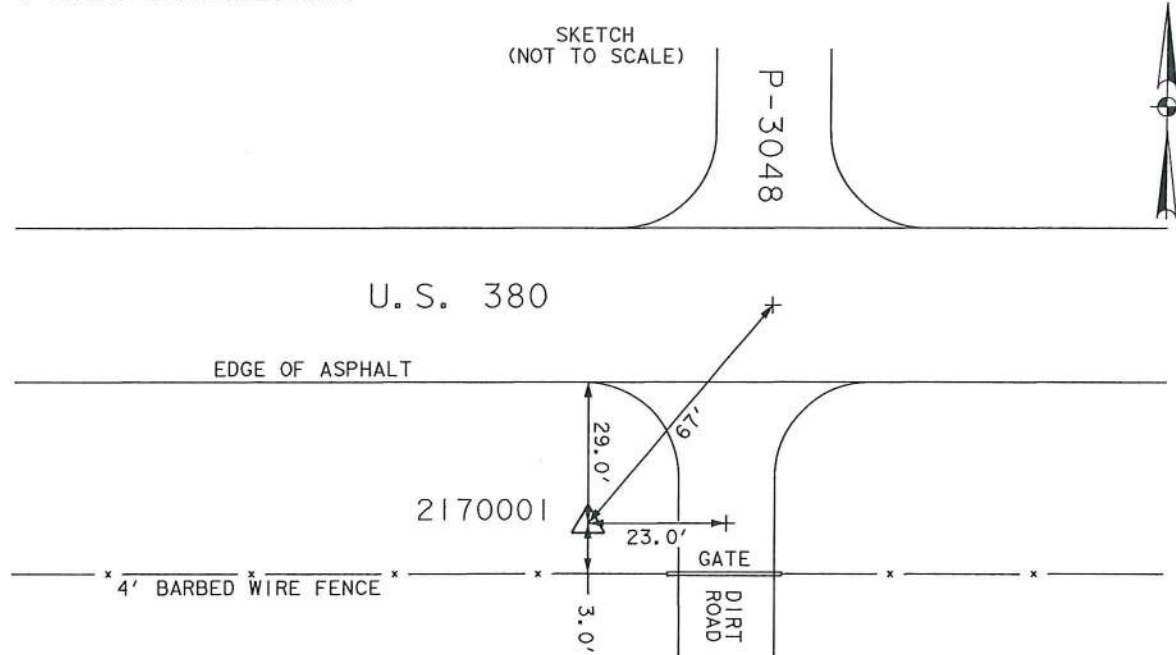 SKETCH
(NOT TO SCALE)
P-3048
U.S. 380
EDGE OF ASPHALT
67'
29.0'
2170001
23.0'
GATE
4' BARBED WIRE FENCE
DIRT
ROAD
3.0'